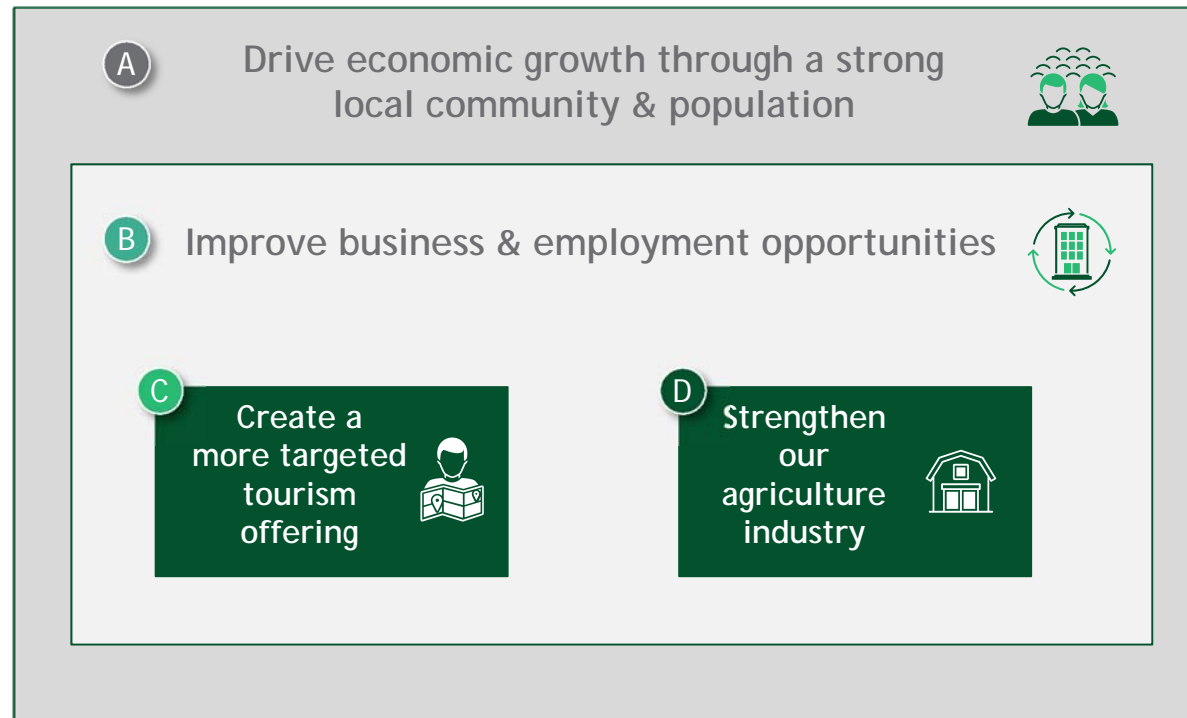 A
Drive economic growth through a strong
local community & population
B
Improve business & employment opportunities
C
Create a
more targeted
tourism
offering
D
Strengthen
our
agriculture
industry